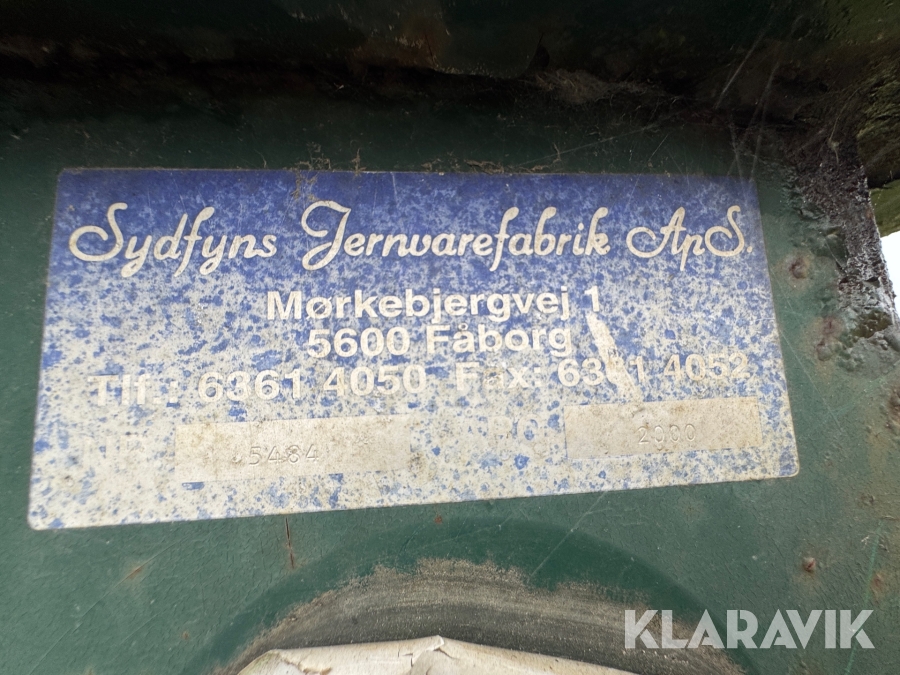 Sydfyns Jernvarefabrik ApS.
Mørkebjergvej 1
5600 Fåborg
Tlf.: 6361 4050 Fax: 6361 4052
5484 2000
KLARAVIK